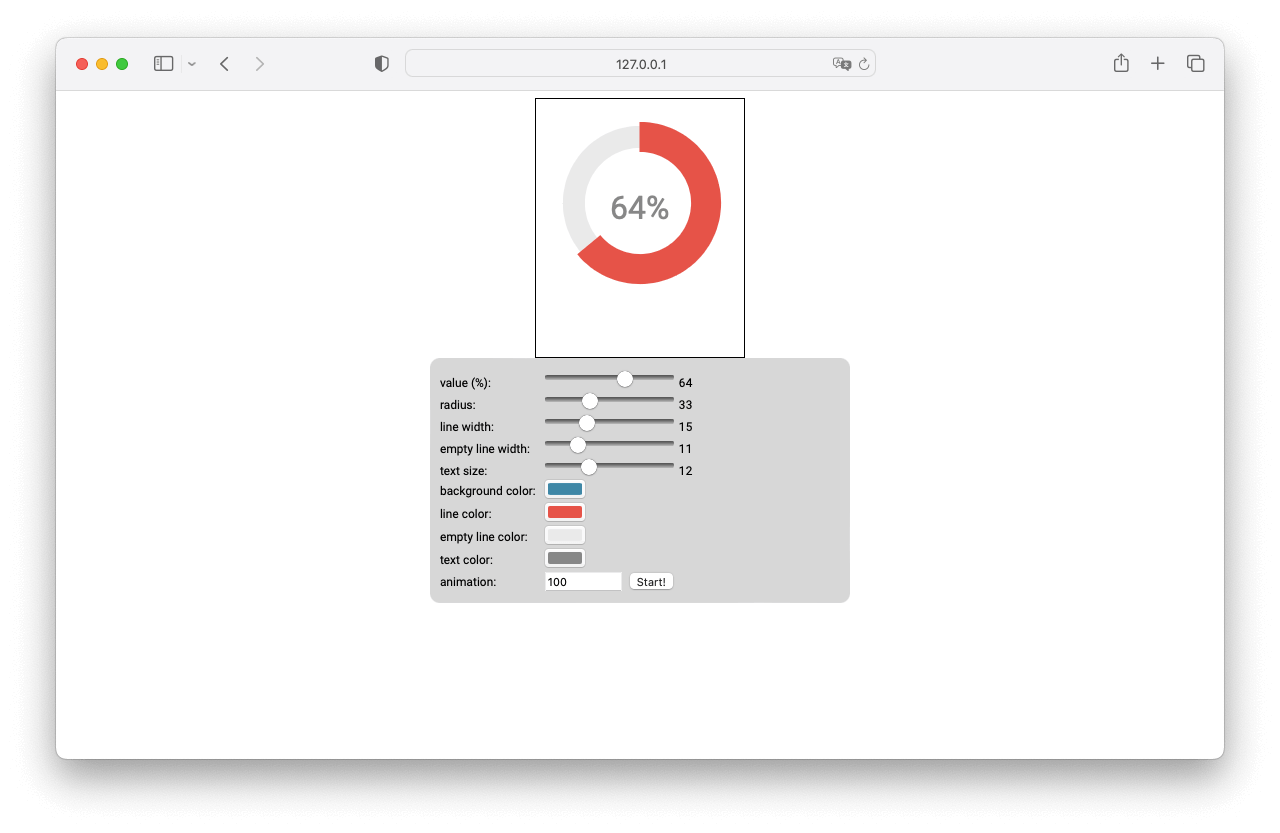 127.0.0.1
64%
value (%): 64
radius: 33
line width: 15
empty line width: 11
text size: 12
background color:
line color:
empty line color:
text color:
animation: 100 Start!